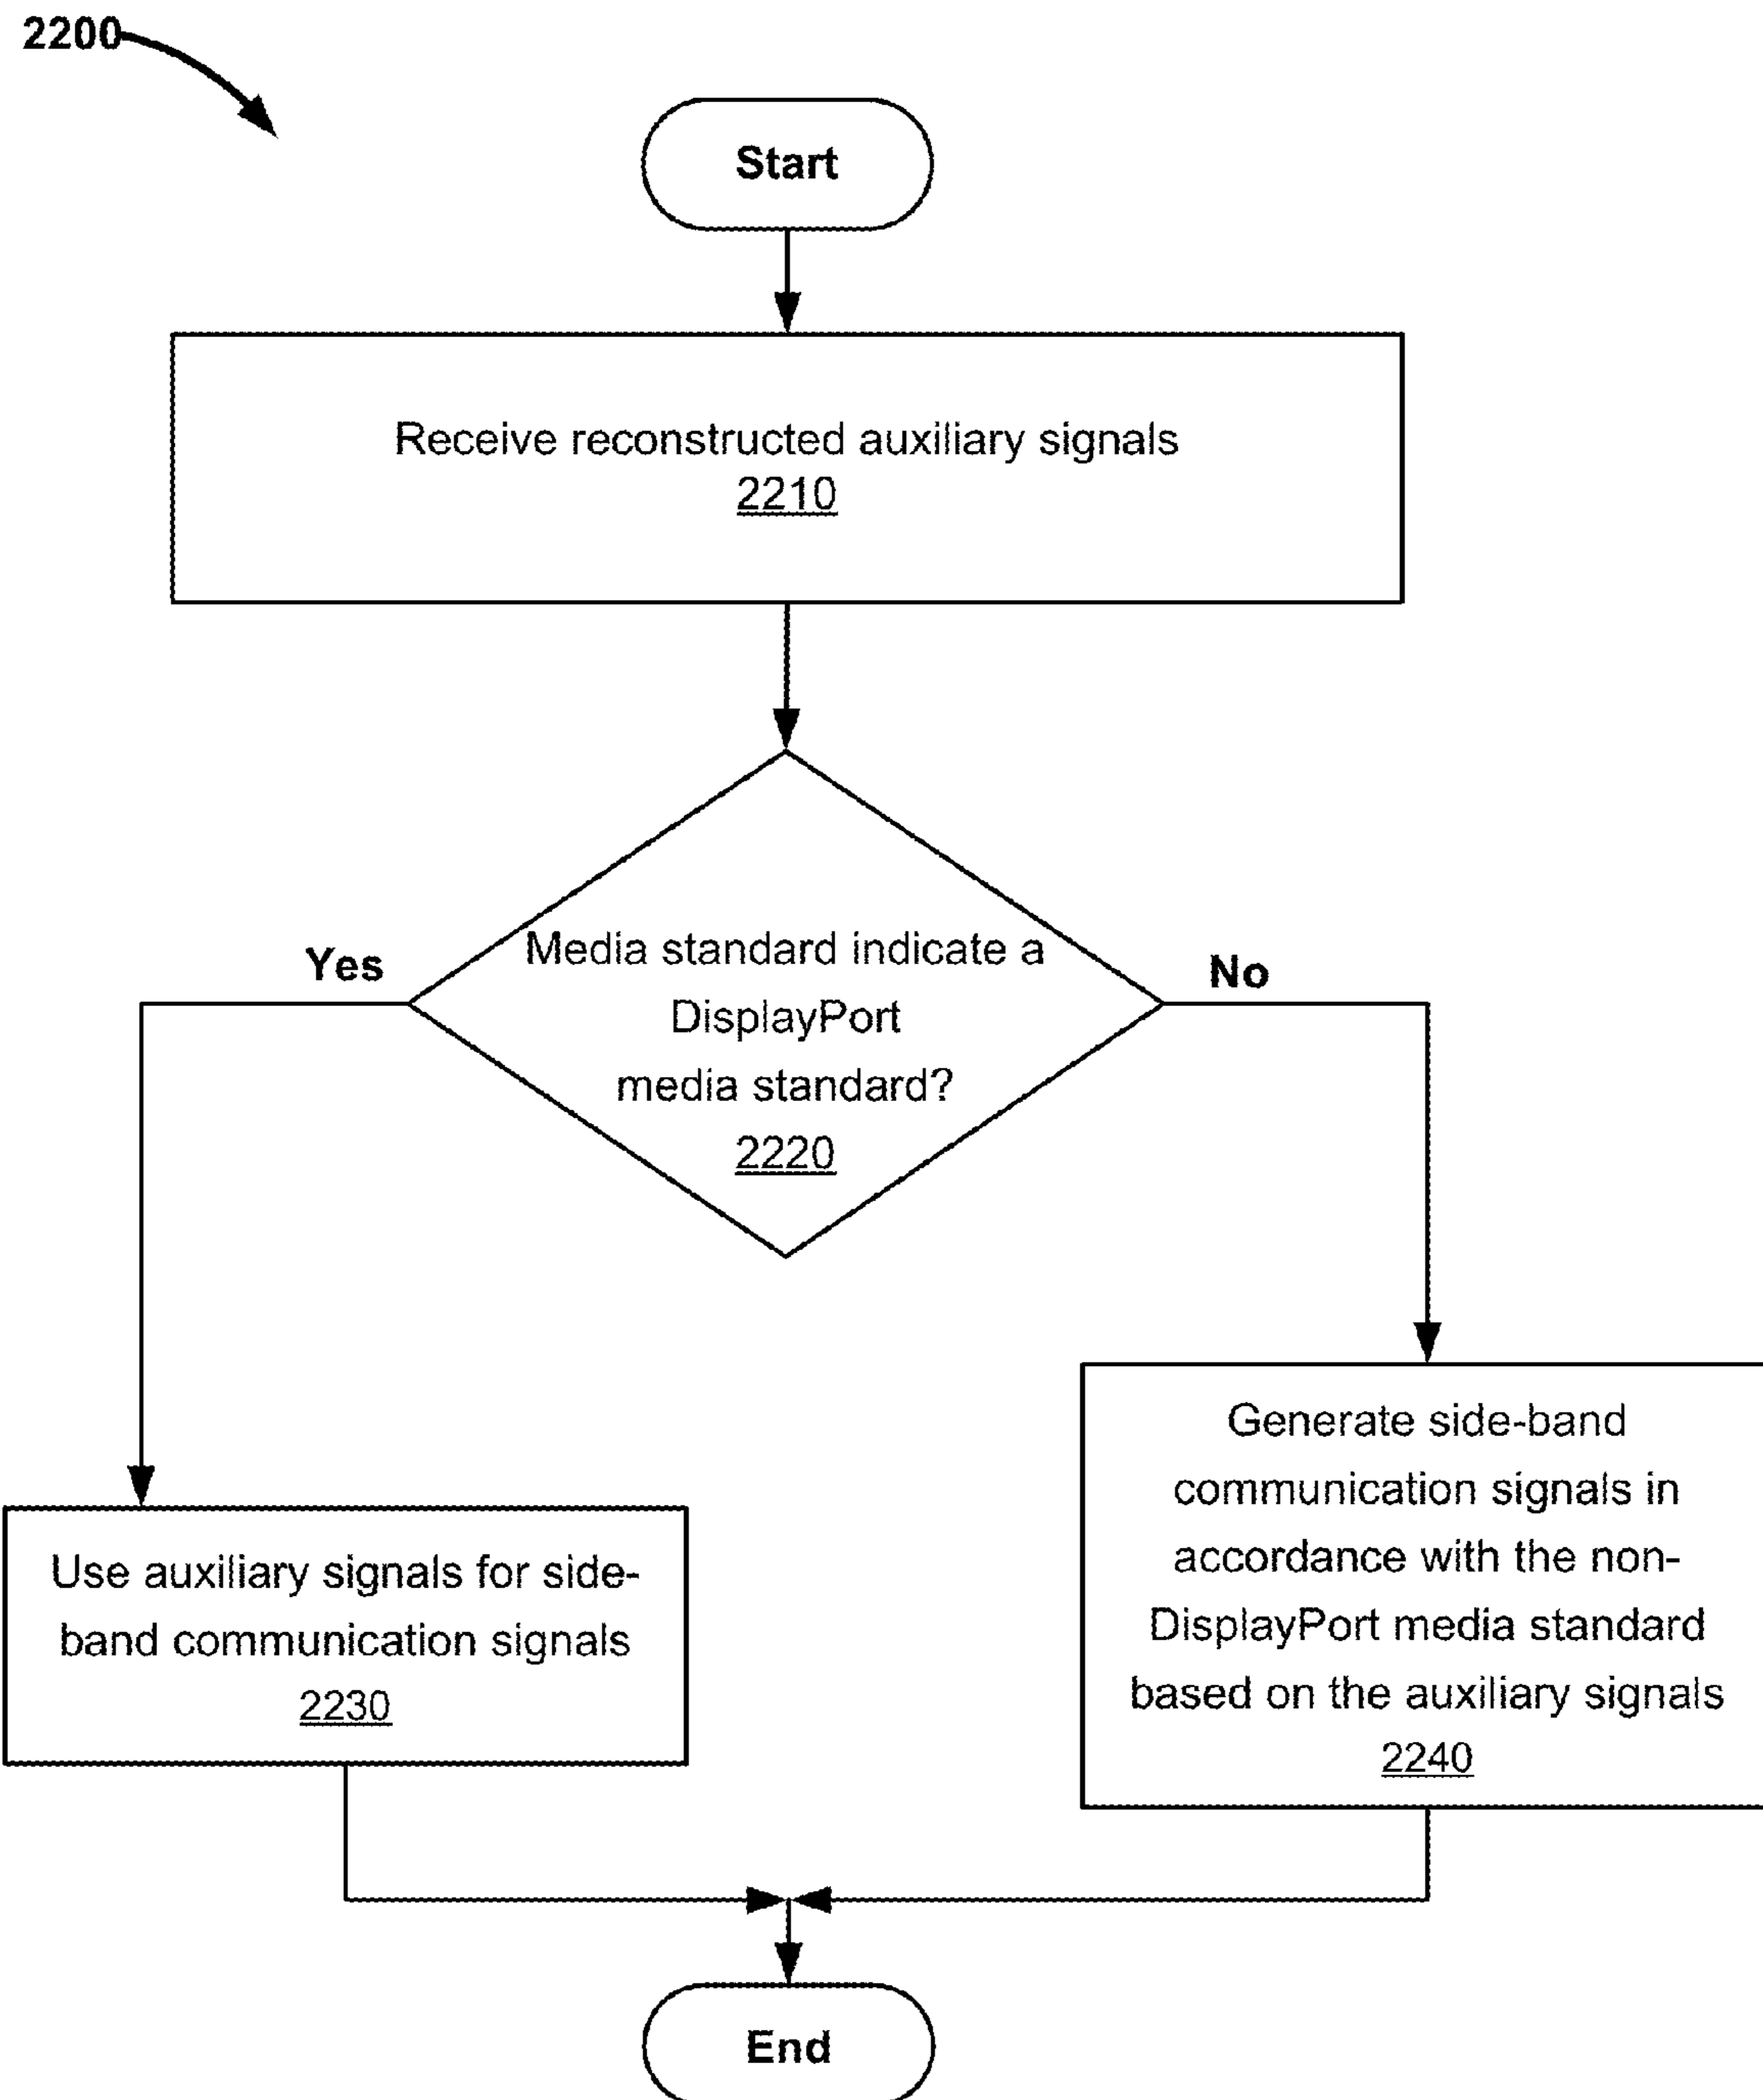 2200
Start
Receive reconstructed auxiliary signals
2210
Media standard indicate a
DisplayPort
media standard?
2220
Yes
No
Use auxiliary signals for side-
band communication signals
2230
Generate side-band
communication signals in
accordance with the non-
DisplayPort media standard
based on the auxiliary signals
2240
End